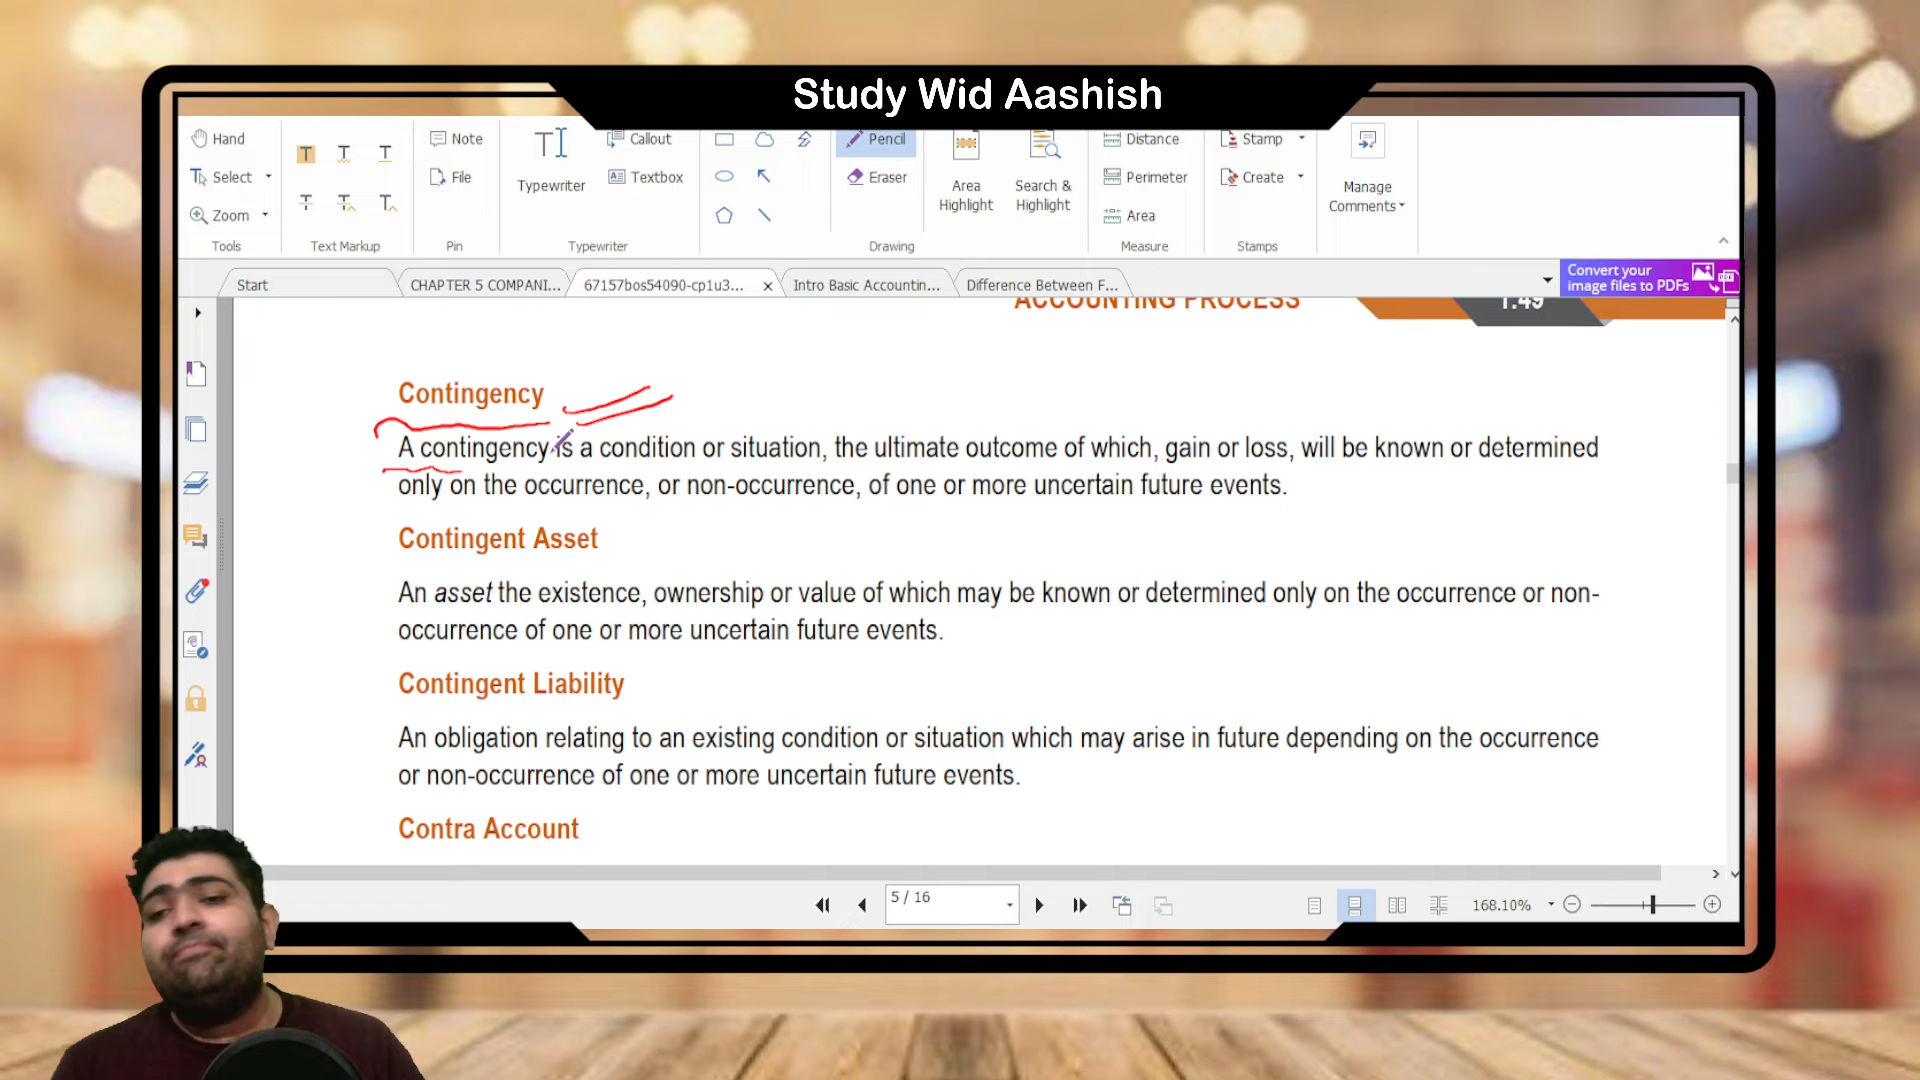 Study Wid Aashish
Hand
Select
Zoom
Tools
Text Markup
Note
File
Pin
Typewriter
Callout
Textbox
Typewriter
Pencil
Eraser
Drawing
Area Highlight
Search & Highlight
Distance
Perimeter
Area
Measure
Stamp
Create
Stamps
Manage Comments
Start
CHAPTER 5 COMPANI...
67157bos54090-cp1u3...
Intro Basic Accountin...
Difference Between F...
Convert your
image files to PDFs
ACCOUNTING PROCESS
1.49
Contingency
A contingency is a condition or situation, the ultimate outcome of which, gain or loss, will be known or determined
only on the occurrence, or non-occurrence, of one or more uncertain future events.
Contingent Asset
An asset the existence, ownership or value of which may be known or determined only on the occurrence or non-
occurrence of one or more uncertain future events.
Contingent Liability
An obligation relating to an existing condition or situation which may arise in future depending on the occurrence
or non-occurrence of one or more uncertain future events.
Contra Account
5 / 16
168.10%